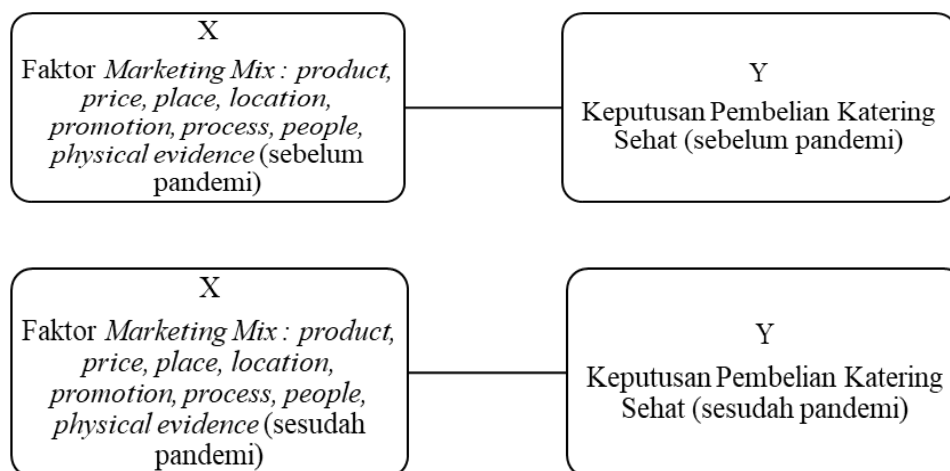 X
Faktor Marketing Mix : product,
price, place, location,
promotion, process, people,
physical evidence (sebelum
pandemi)
Y
Keputusan Pembelian Katering
Sehat (sebelum pandemi)
X
Faktor Marketing Mix : product,
price, place, location,
promotion, process, people,
physical evidence (sesudah
pandemi)
Y
Keputusan Pembelian Katering
Sehat (sesudah pandemi)